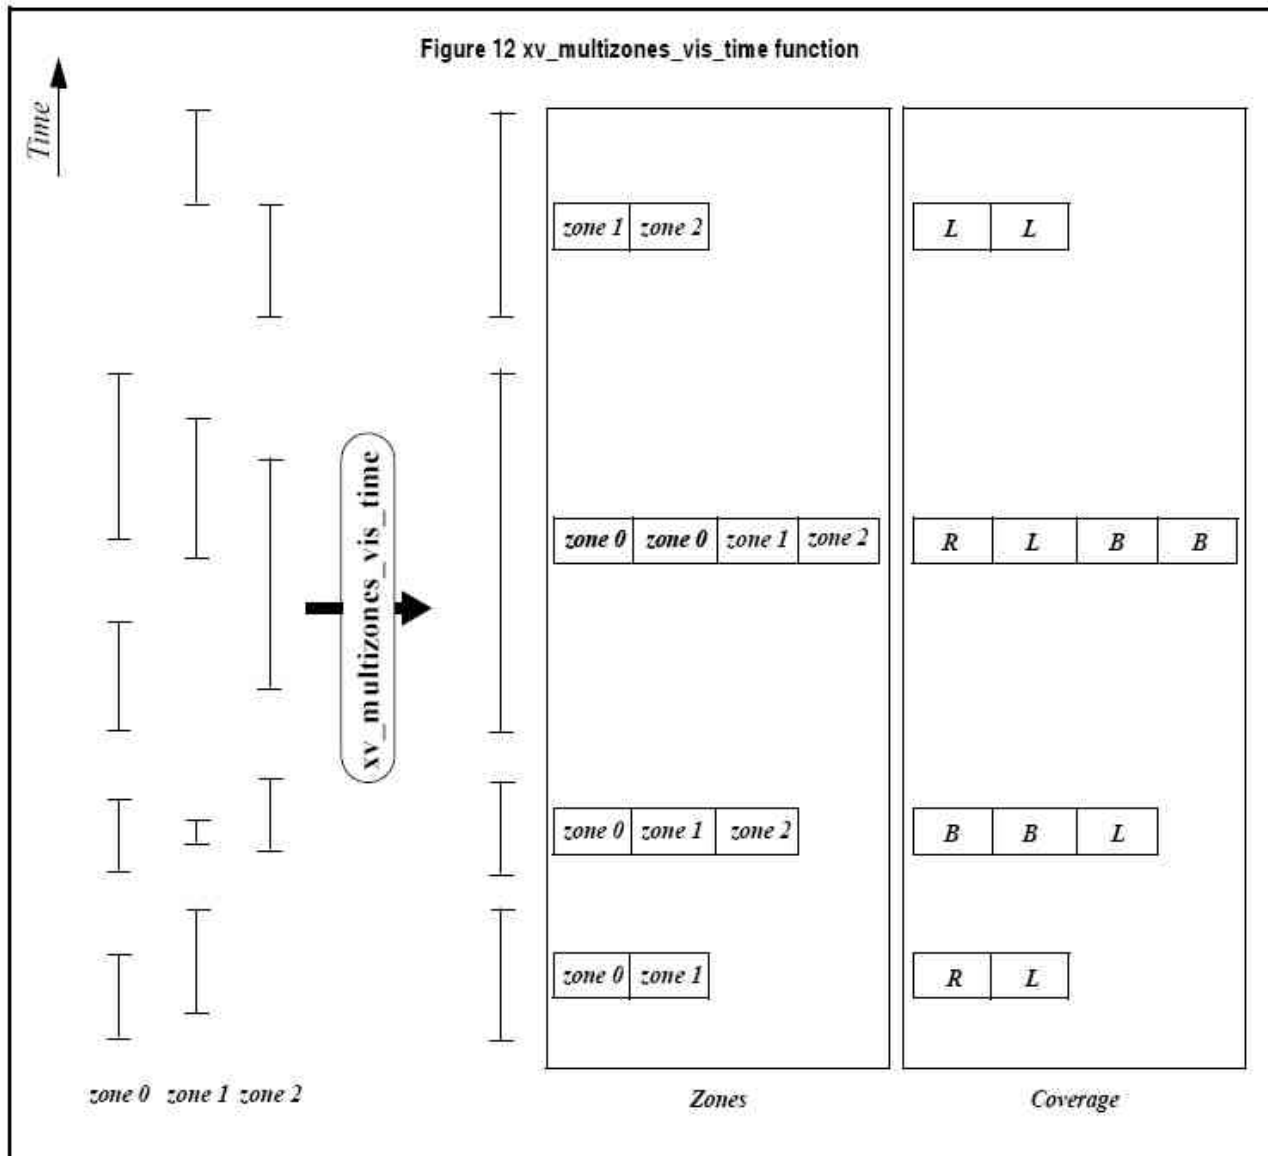 Figure 12 xv_multizones_vis_time function
Time
zone 1 zone 2
L L
xv_multizones_vis_time
zone 0 zone 0 zone 1 zone 2
R L B B
zone 0 zone 1 zone 2
B B L
zone 0 zone 1
R L
zone 0 zone 1 zone 2
Zones
Coverage